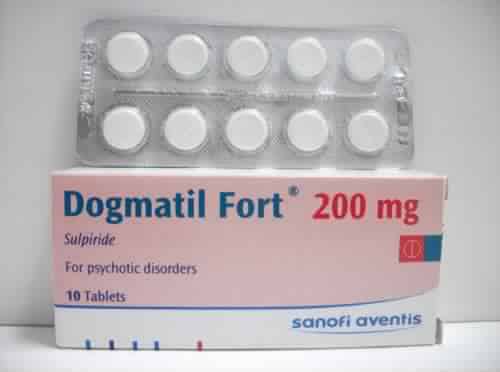 Dogmatil Fort® 200 mg
Sulpiride
For psychotic disorders
10 Tablets
sanofi aventis